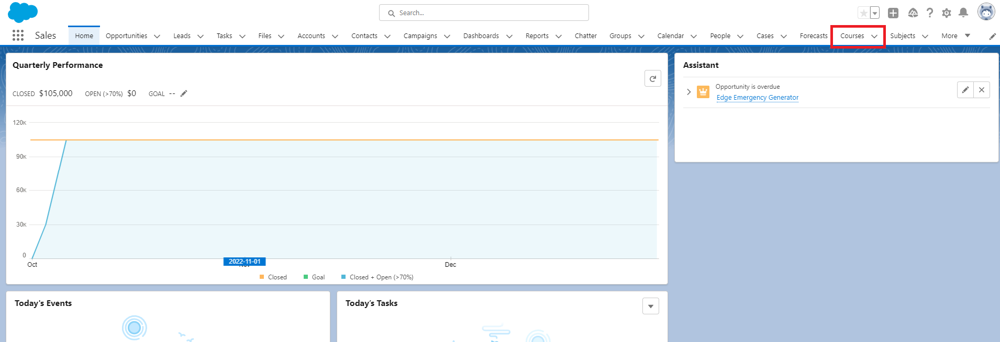 Search...
Sales Home Opportunities Leads Tasks Files Accounts Contacts Campaigns Dashboards Reports Chatter Groups Calendar People Cases Forecasts Courses Subjects More
Quarterly Performance
CLOSED $105,000 OPEN (>70%) $0 GOAL --
120K
90K
60K
30K
0
Oct 2022-11-01 Dec
Closed Goal Closed + Open (>70%)
Assistant
Opportunity is overdue
Edge Emergency Generator
Today's Events
Today’s Tasks